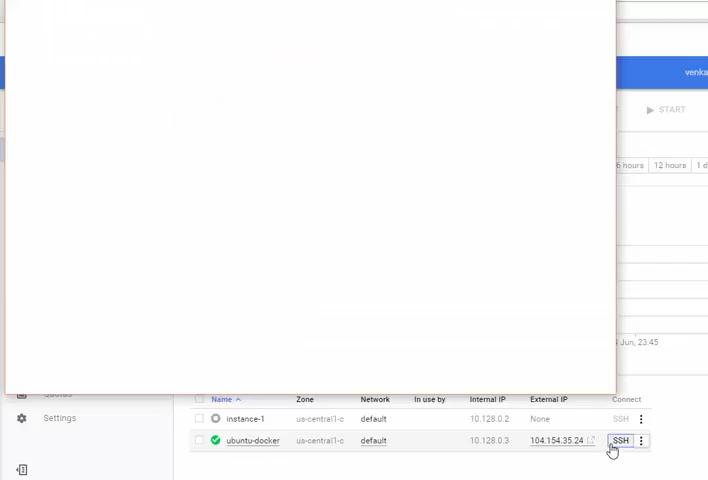 venka
START
6 hours 12 hours 1 d
Jun, 23:45
Name Zone Network In use by Internal IP External IP Connect
Settings
instance-1 us-central1-c default 10.128.0.2 None SSH
ubuntu-docker us-central1-c default 10.128.0.3 104.154.35.24 SSH